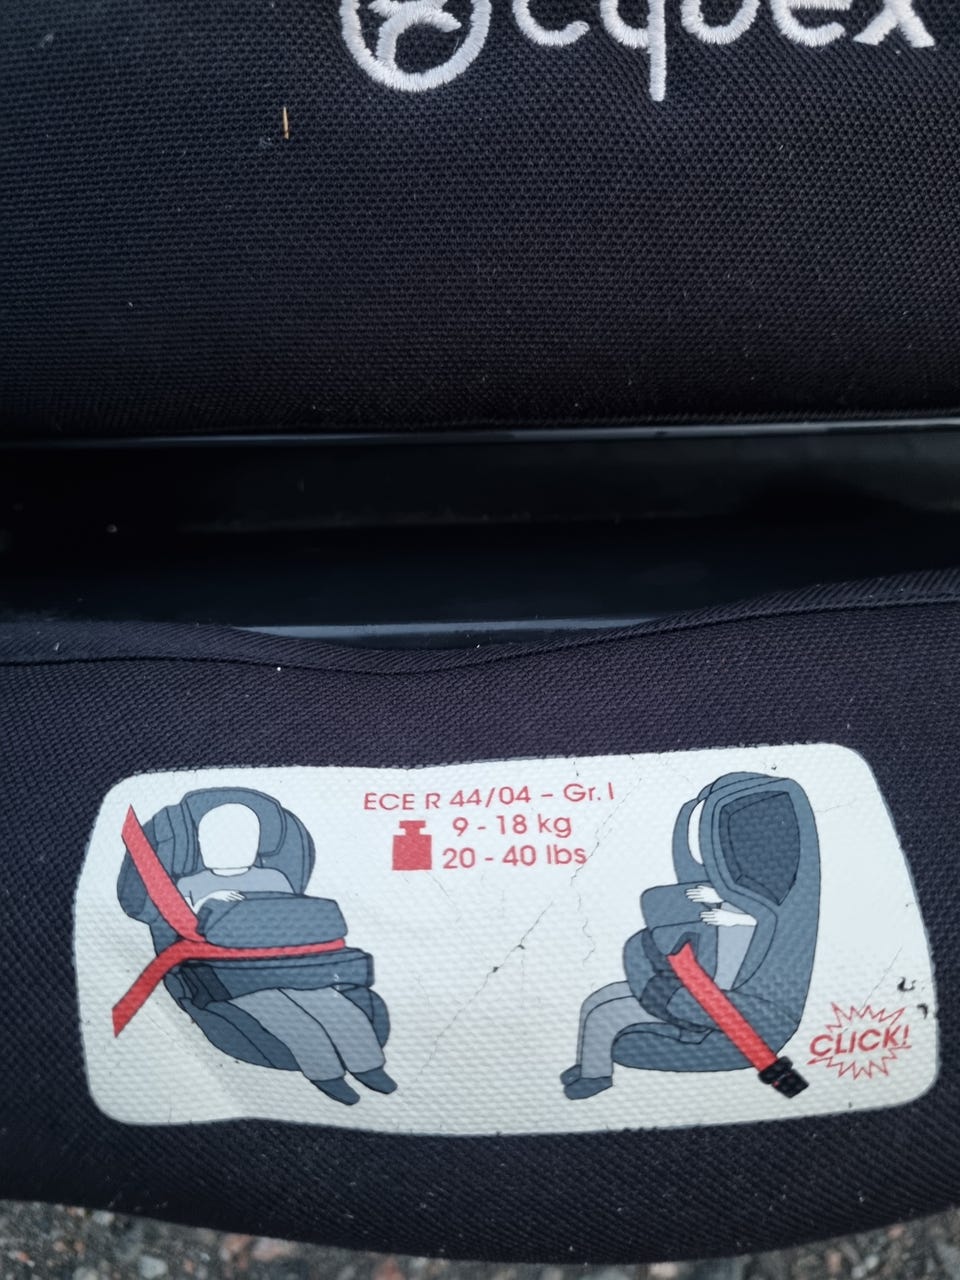 cybex
ECE R 44/04 – Gr. I
9 - 18 kg
20 - 40 lbs
CLICK!